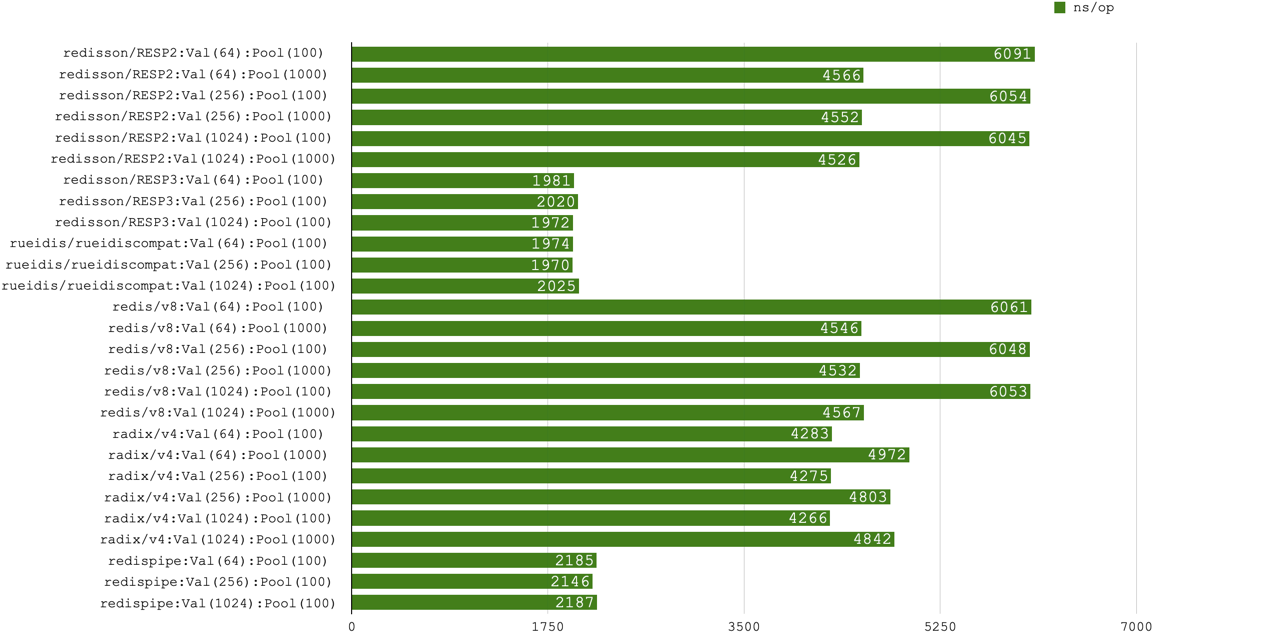 ns/op
redisson/RESP2:Val(64):Pool(100) 6091
redisson/RESP2:Val(64):Pool(1000) 4566
redisson/RESP2:Val(256):Pool(100) 6054
redisson/RESP2:Val(256):Pool(1000) 4552
redisson/RESP2:Val(1024):Pool(100) 6045
redisson/RESP2:Val(1024):Pool(1000) 4526
redisson/RESP3:Val(64):Pool(100) 1981
redisson/RESP3:Val(256):Pool(100) 2020
redisson/RESP3:Val(1024):Pool(100) 1972
rueidis/rueidiscompat:Val(64):Pool(100) 1974
rueidis/rueidiscompat:Val(256):Pool(100) 1970
rueidis/rueidiscompat:Val(1024):Pool(100) 2025
redis/v8:Val(64):Pool(100) 6061
redis/v8:Val(64):Pool(1000) 4546
redis/v8:Val(256):Pool(100) 6048
redis/v8:Val(256):Pool(1000) 4532
redis/v8:Val(1024):Pool(100) 6053
redis/v8:Val(1024):Pool(1000) 4567
radix/v4:Val(64):Pool(100) 4283
radix/v4:Val(64):Pool(1000) 4972
radix/v4:Val(256):Pool(100) 4275
radix/v4:Val(256):Pool(1000) 4803
radix/v4:Val(1024):Pool(100) 4266
radix/v4:Val(1024):Pool(1000) 4842
redispipe:Val(64):Pool(100) 2185
redispipe:Val(256):Pool(100) 2146
redispipe:Val(1024):Pool(100) 2187
0 1750 3500 5250 7000